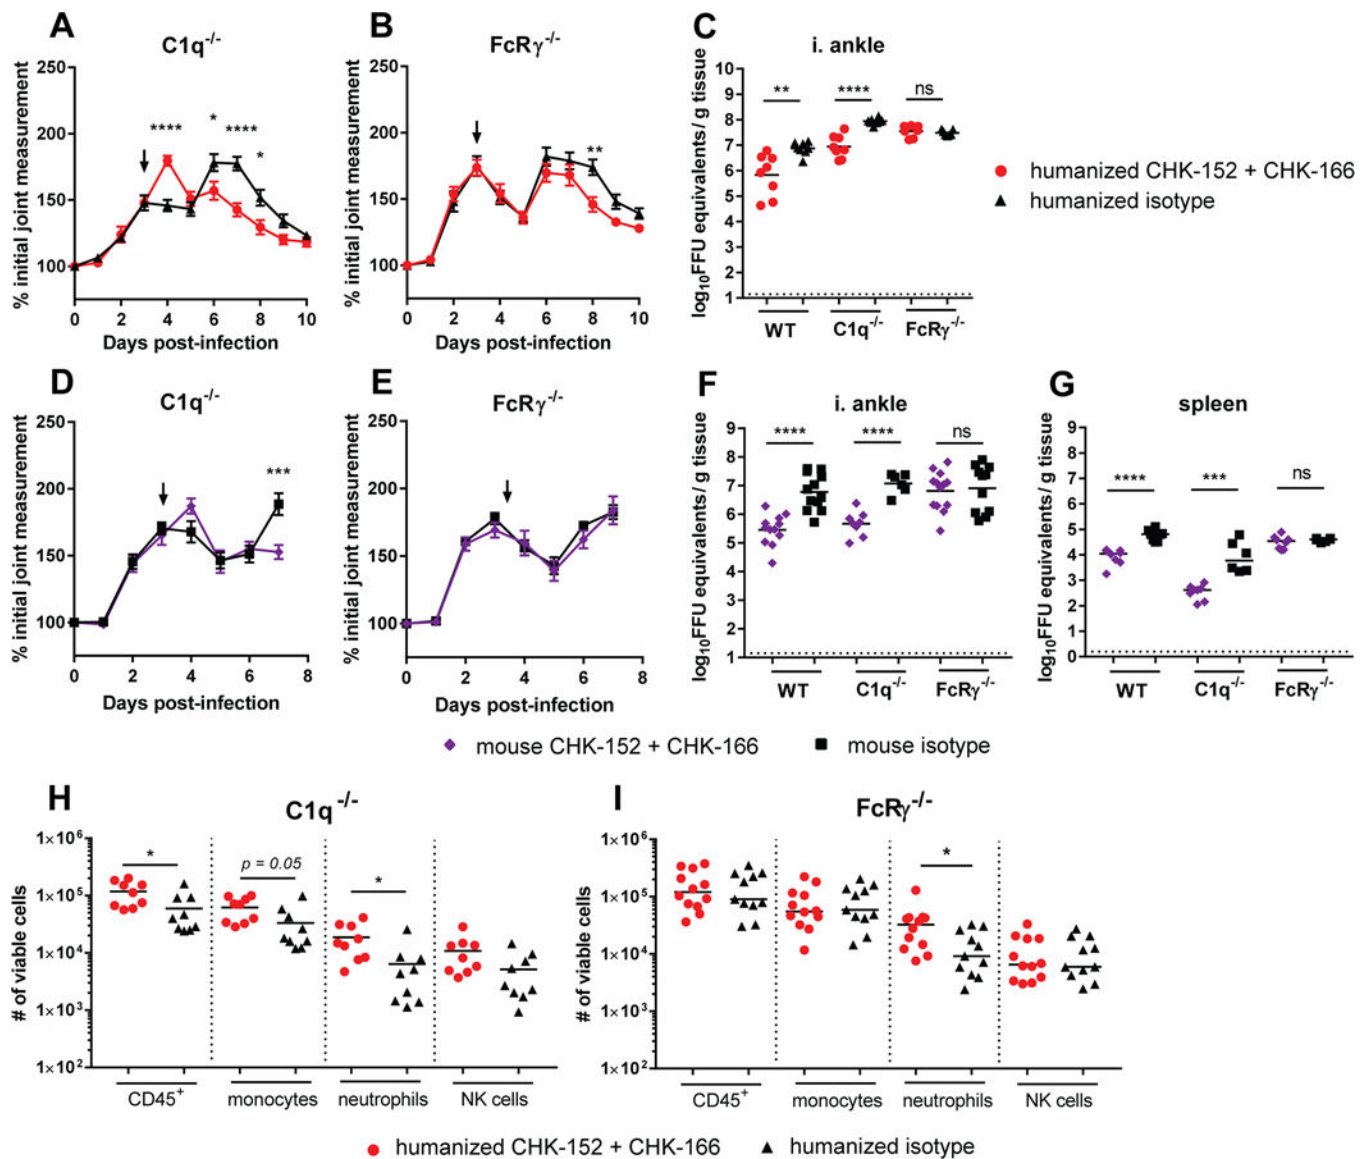 A
C1q-/-
% initial joint measurement
250
200
150
100
****
*
****
*
0 2 4 6 8 10
Days post-infection
B
FcRγ-/-
% initial joint measurement
250
200
150
100
**
0 2 4 6 8 10
Days post-infection
C
i. ankle
log10FFU equivalents/ g tissue
10
9
8
7
6
5
4
3
2
1
** **** ns
WT C1q-/- FcRγ-/-
humanized CHK-152 + CHK-166
humanized isotype
D
C1q-/-
% initial joint measurement
250
200
150
100
***
0 2 4 6 8
Days post-infection
E
FcRγ-/-
% initial joint measurement
250
200
150
100
0 2 4 6 8
Days post-infection
F
i. ankle
log10FFU equivalents/ g tissue
9
8
7
6
5
4
3
2
1
**** **** ns
WT C1q-/- FcRγ-/-
G
spleen
log10FFU equivalents/ g tissue
9
8
7
6
5
4
3
2
1
0
**** *** ns
WT C1q-/- FcRγ-/-
mouse CHK-152 + CHK-166
mouse isotype
H
C1q -/-
# of viable cells
1×10^6
1×10^5
1×10^4
1×10^3
1×10^2
* p = 0.05 *
CD45+ monocytes neutrophils NK cells
I
FcRγ-/-
# of viable cells
1×10^6
1×10^5
1×10^4
1×10^3
1×10^2
*
CD45+ monocytes neutrophils NK cells
humanized CHK-152 + CHK-166
humanized isotype